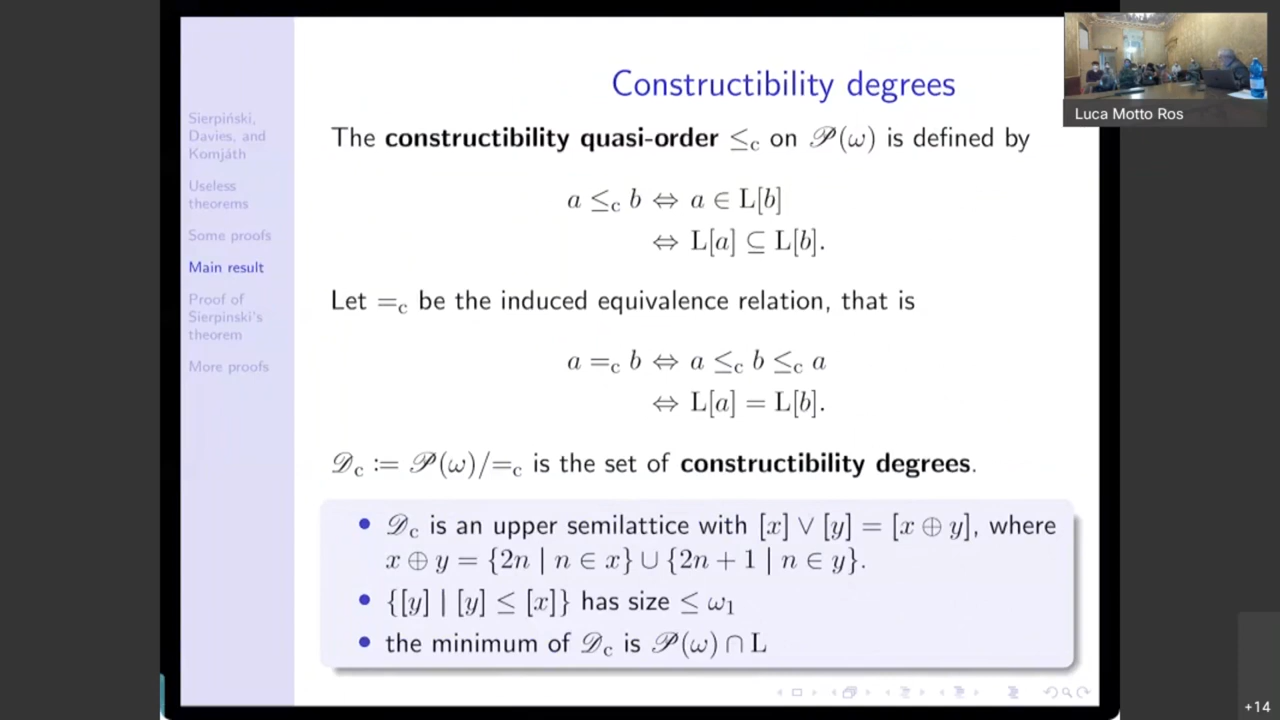 Constructibility degrees
Luca Motto Ros
Sierpiński,
Davies, and
Komjáth
Useless
theorems
Some proofs
Main result
Proof of
Sierpinski's
theorem
More proofs
The constructibility quasi-order ≤c on 𝒫(ω) is defined by
a ≤c b ⇔ a ∈ L[b]
⇔ L[a] ⊆ L[b].
Let =c be the induced equivalence relation, that is
a =c b ⇔ a ≤c b ≤c a
⇔ L[a] = L[b].
𝒟c := 𝒫(ω)/=c is the set of constructibility degrees.
• 𝒟c is an upper semilattice with [x] ∨ [y] = [x ⊕ y], where
x ⊕ y = {2n | n ∈ x} ∪ {2n + 1 | n ∈ y}.
• {[y] | [y] ≤ [x]} has size ≤ ω₁
• the minimum of 𝒟c is 𝒫(ω) ∩ L
+14